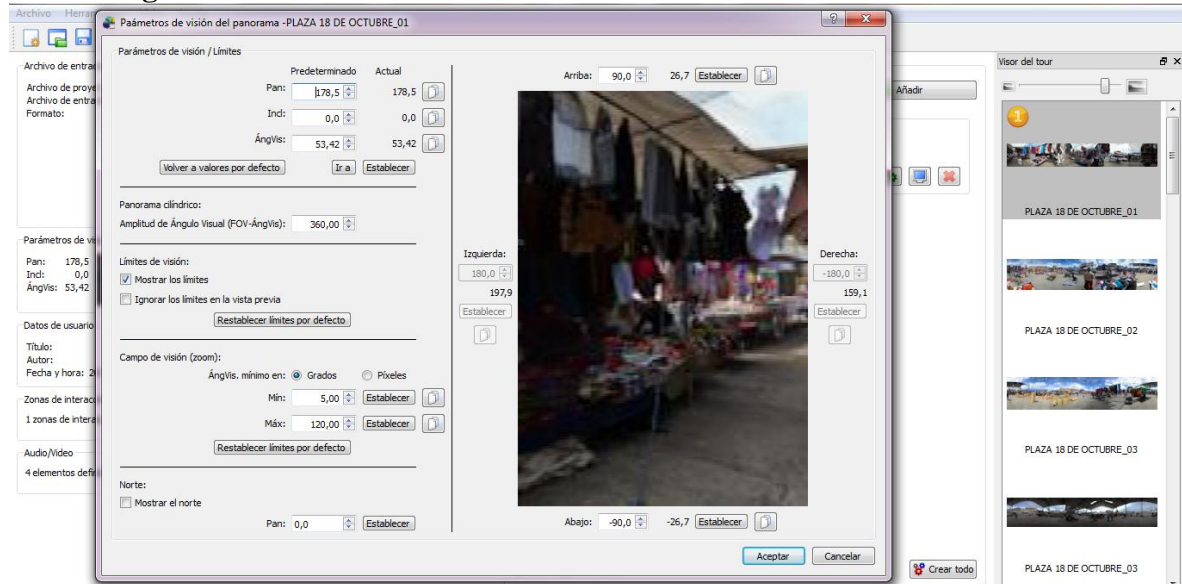 Archivo
Paámetros de visión del panorama -PLAZA 18 DE OCTUBRE_01
Archivo de entra
Archivo de proye
Archivo de entra
Formato:
Parámetros de vis
Pan: 178,5
Incl: 0,0
ÁngVis: 53,42
Datos de usuario
Título:
Autor:
Fecha y hora: 20
Zonas de interacc
1 zonas de intera
Audio/Video
4 elementos defin
Parámetros de visión / Límites
Predeterminado Actual
Pan: 178,5 178,5
Incl: 0,0 0,0
ÁngVis: 53,42 53,42
Volver a valores por defecto Ir a Establecer
Panorama cilíndrico:
Amplitud de Ángulo Visual (FOV-ÁngVis): 360,00
Límites de visión:
Mostrar los límites
Ignorar los límites en la vista previa
Restablecer límites por defecto
Campo de visión (zoom):
ÁngVis. mínimo en: Grados Píxeles
Mín: 5,00 Establecer
Máx: 120,00 Establecer
Restablecer límites por defecto
Norte:
Mostrar el norte
Pan: 0,0 Establecer
Arriba: 90,0 26,7 Establecer
Izquierda:
180,0
197,9
Establecer
Derecha:
-180,0
159,1
Establecer
Abajo: -90,0 -26,7 Establecer
Aceptar Cancelar
Añadir
Crear todo
Visor del tour
1
PLAZA 18 DE OCTUBRE_01
PLAZA 18 DE OCTUBRE_02
PLAZA 18 DE OCTUBRE_03
PLAZA 18 DE OCTUBRE_03